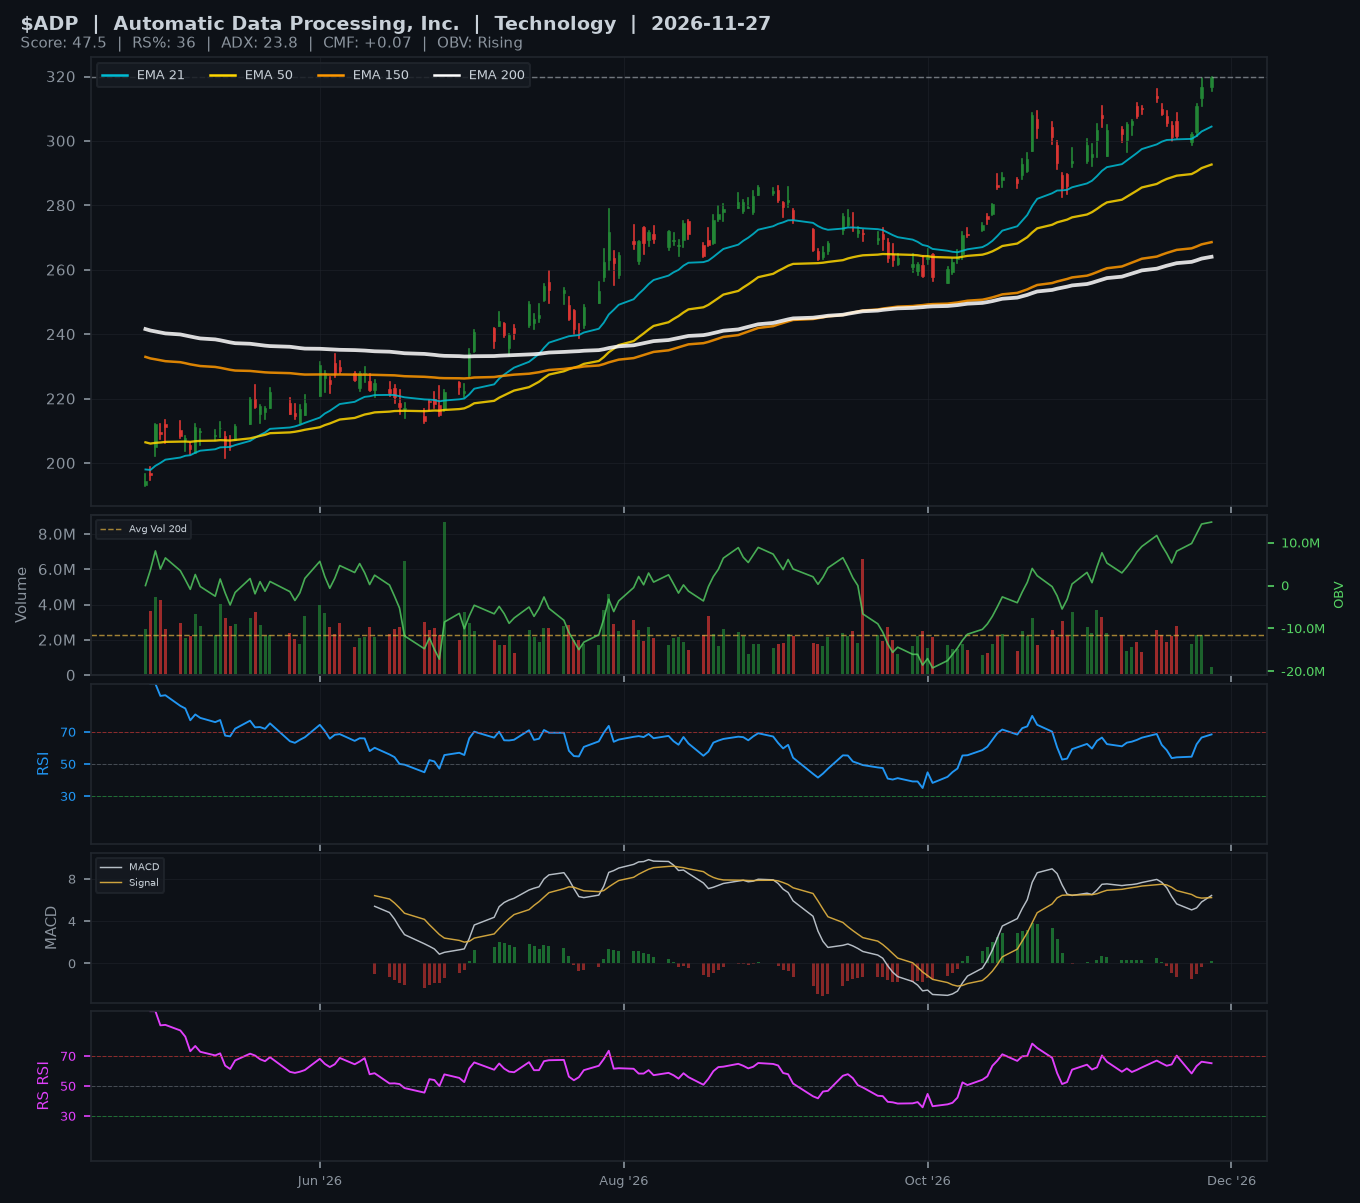 $ADP | Automatic Data Processing, Inc. | Technology | 2026-11-27
Score: 47.5 | RS%: 36 | ADX: 23.8 | CMF: +0.07 | OBV: Rising
EMA 21
EMA 50
EMA 150
EMA 200
320
300
280
260
240
220
200
Avg Vol 20d
Volume
8.0M
6.0M
4.0M
2.0M
0
10.0M
0
-10.0M
-20.0M
OBV
RSI
70
50
30
MACD
Signal
MACD
8
4
0
RS RSI
70
50
30
Jun '26
Aug '26
Oct '26
Dec '26